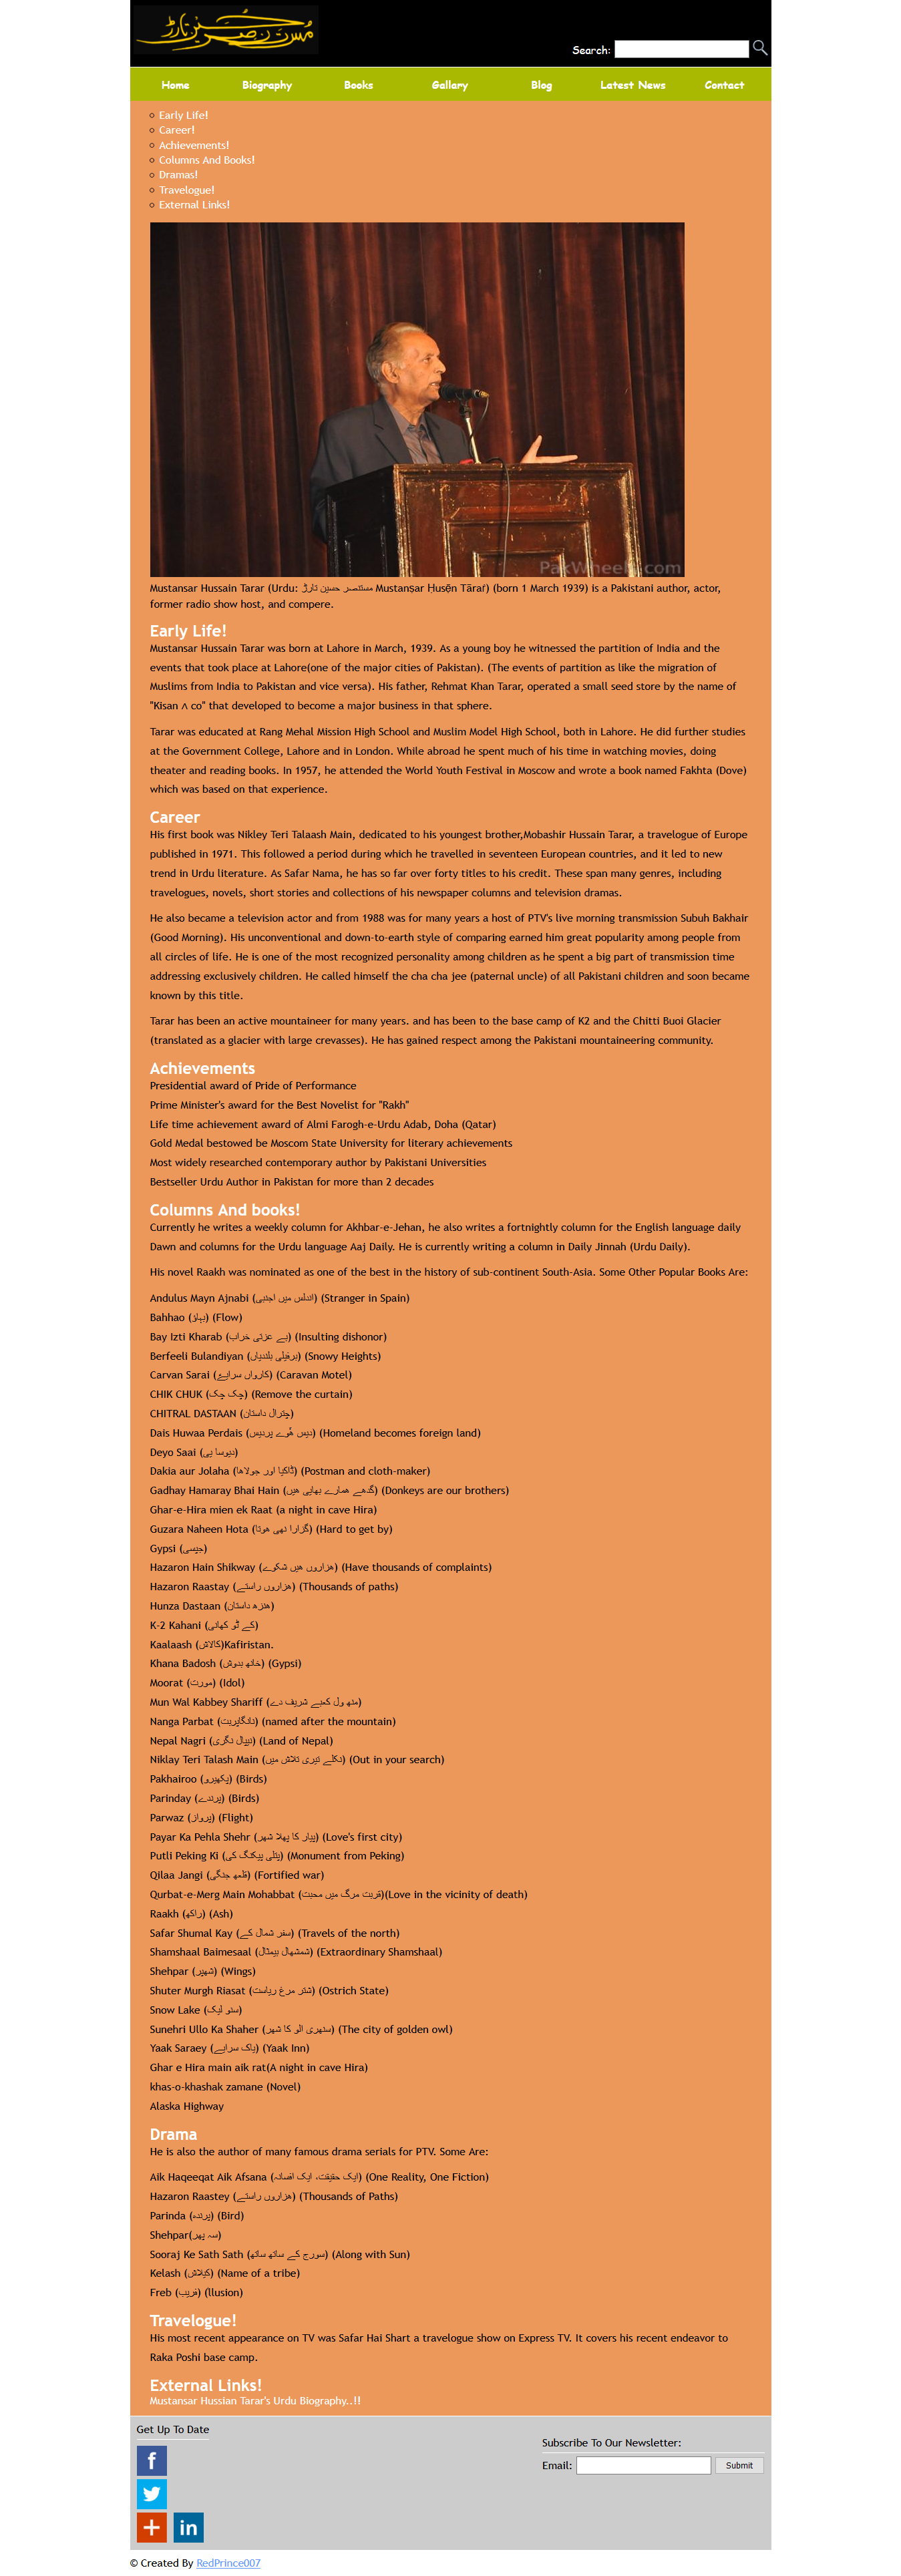 مستنصر حسین تارڑ
Search:
Home Biography Books Gallary Blog Latest News Contact
Early Life!
Career!
Achievements!
Columns And Books!
Dramas!
Travelogue!
External Links!
PakWheels.com
Mustansar Hussain Tarar (Urdu: مستنصر حسین تارڑ Mustanṣar Ḥusēn Tāraṛ) (born 1 March 1939) is a Pakistani author, actor,
former radio show host, and compere.
Early Life!
Mustansar Hussain Tarar was born at Lahore in March, 1939. As a young boy he witnessed the partition of India and the
events that took place at Lahore(one of the major cities of Pakistan). (The events of partition as like the migration of
Muslims from India to Pakistan and vice versa). His father, Rehmat Khan Tarar, operated a small seed store by the name of
"Kisan ∧ co" that developed to become a major business in that sphere.
Tarar was educated at Rang Mehal Mission High School and Muslim Model High School, both in Lahore. He did further studies
at the Government College, Lahore and in London. While abroad he spent much of his time in watching movies, doing
theater and reading books. In 1957, he attended the World Youth Festival in Moscow and wrote a book named Fakhta (Dove)
which was based on that experience.
Career
His first book was Nikley Teri Talaash Main, dedicated to his youngest brother,Mobashir Hussain Tarar, a travelogue of Europe
published in 1971. This followed a period during which he travelled in seventeen European countries, and it led to new
trend in Urdu literature. As Safar Nama, he has so far over forty titles to his credit. These span many genres, including
travelogues, novels, short stories and collections of his newspaper columns and television dramas.
He also became a television actor and from 1988 was for many years a host of PTV's live morning transmission Subuh Bakhair
(Good Morning). His unconventional and down-to-earth style of comparing earned him great popularity among people from
all circles of life. He is one of the most recognized personality among children as he spent a big part of transmission time
addressing exclusively children. He called himself the cha cha jee (paternal uncle) of all Pakistani children and soon became
known by this title.
Tarar has been an active mountaineer for many years. and has been to the base camp of K2 and the Chitti Buoi Glacier
(translated as a glacier with large crevasses). He has gained respect among the Pakistani mountaineering community.
Achievements
Presidential award of Pride of Performance
Prime Minister's award for the Best Novelist for "Rakh"
Life time achievement award of Almi Farogh-e-Urdu Adab, Doha (Qatar)
Gold Medal bestowed be Moscom State University for literary achievements
Most widely researched contemporary author by Pakistani Universities
Bestseller Urdu Author in Pakistan for more than 2 decades
Columns And books!
Currently he writes a weekly column for Akhbar-e-Jehan, he also writes a fortnightly column for the English language daily
Dawn and columns for the Urdu language Aaj Daily. He is currently writing a column in Daily Jinnah (Urdu Daily).
His novel Raakh was nominated as one of the best in the history of sub-continent South-Asia. Some Other Popular Books Are:
Andulus Mayn Ajnabi (اندلس میں اجنبی) (Stranger in Spain)
Bahhao (بہاؤ) (Flow)
Bay Izti Kharab (بے عزتی خراب) (Insulting dishonor)
Berfeeli Bulandiyan (برفیلی بلندیاں) (Snowy Heights)
Carvan Sarai (کارواں سراۓ) (Caravan Motel)
CHIK CHUK (چک چک) (Remove the curtain)
CHITRAL DASTAAN (چترال داستان)
Dais Huwaa Perdais (دیس هوۓ پردیس) (Homeland becomes foreign land)
Deyo Saai (دیوسا ہی)
Dakia aur Jolaha (ڈاکیا اور جولاها) (Postman and cloth-maker)
Gadhay Hamaray Bhai Hain (گدھے ھمارے بھایی ھیں) (Donkeys are our brothers)
Ghar-e-Hira mien ek Raat (a night in cave Hira)
Guzara Naheen Hota (گزارا نھی ھوتا) (Hard to get by)
Gypsi (جپسی)
Hazaron Hain Shikway (ھزاروں ھیں شکوے) (Have thousands of complaints)
Hazaron Raastay (ھزاروں راستے) (Thousands of paths)
Hunza Dastaan (ھنزہ داستان)
K-2 Kahani (کے ٹو کھانی)
Kaalaash (کالاش)Kafiristan.
Khana Badosh (خانھ بدوش) (Gypsi)
Moorat (مورت) (Idol)
Mun Wal Kabbey Shariff (منھ ول کعبے شریف دے)
Nanga Parbat (نانگاپربت) (named after the mountain)
Nepal Nagri (نیپال نگری) (Land of Nepal)
Niklay Teri Talash Main (نکلے تیری تلاش میں) (Out in your search)
Pakhairoo (پکھیرو) (Birds)
Parinday (پرندے) (Birds)
Parwaz (پرواز) (Flight)
Payar Ka Pehla Shehr (پیار کا پھلا شھر) (Love's first city)
Putli Peking Ki (پتلی پیکنگ کی) (Monument from Peking)
Qilaa Jangi (قلعھ جنگی) (Fortified war)
Qurbat-e-Merg Main Mohabbat (قربت مرگ میں محبت)(Love in the vicinity of death)
Raakh (راکھ) (Ash)
Safar Shumal Kay (سفر شمال کے) (Travels of the north)
Shamshaal Baimesaal (شمشھال بیمثال) (Extraordinary Shamshaal)
Shehpar (شھپر) (Wings)
Shuter Murgh Riasat (شتر مرغ ریاست) (Ostrich State)
Snow Lake (سنو لیک)
Sunehri Ullo Ka Shaher (سنھری الو کا شھر) (The city of golden owl)
Yaak Saraey (یاک سراۓ) (Yaak Inn)
Ghar e Hira main aik rat(A night in cave Hira)
khas-o-khashak zamane (Novel)
Alaska Highway
Drama
He is also the author of many famous drama serials for PTV. Some Are:
Aik Haqeeqat Aik Afsana (ایک حقیقت، ایک افسانہ) (One Reality, One Fiction)
Hazaron Raastey (ھزاروں راستے) (Thousands of Paths)
Parinda (پرندہ) (Bird)
Shehpar(سہ پھر)
Sooraj Ke Sath Sath (سورج کے ساتھ ساتھ) (Along with Sun)
Kelash (کیلاش) (Name of a tribe)
Freb (فریب) (Illusion)
Travelogue!
His most recent appearance on TV was Safar Hai Shart a travelogue show on Express TV. It covers his recent endeavor to
Raka Poshi base camp.
External Links!
Mustansar Hussian Tarar's Urdu Biography..!!
Get Up To Date
Subscribe To Our Newsletter:
Email: Submit
© Created By RedPrince007